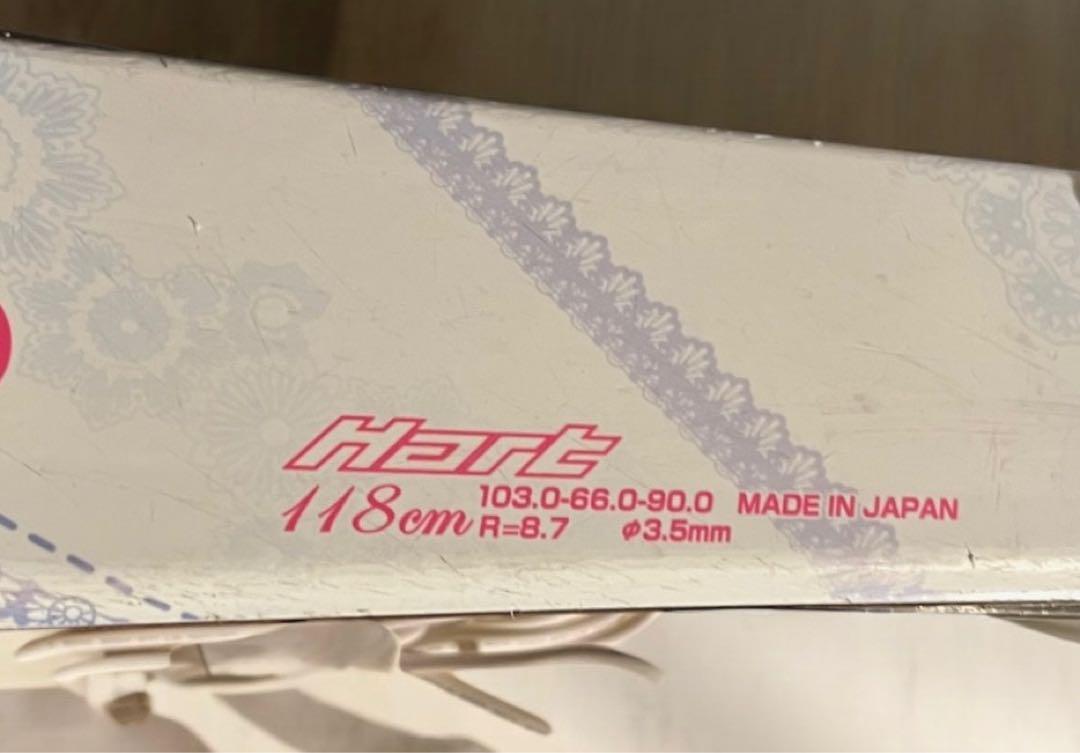 Hart
118cm
103.0-66.0-90.0 MADE IN JAPAN
R=8.7 φ3.5mm